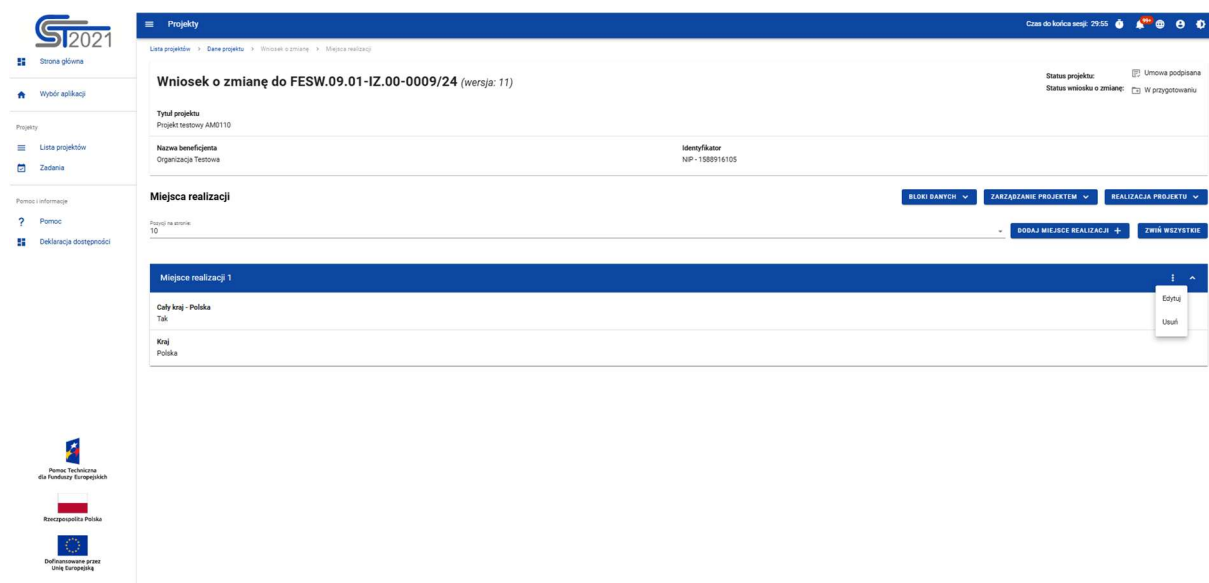 ST2021
Strona główna
Wybór aplikacji
Projekty
Lista projektów
Zadania
Pomoc i informacje
Pomoc
Deklaracja dostępności
Pomoc Techniczna
dla Funduszy Europejskich
Rzeczpospolita Polska
Dofinansowane przez
Unię Europejską
Projekty
Czas do końca sesji: 29:55
99+
Lista projektów > Dane projektu > Wniosek o zmianę > Miejsca realizacji
Wniosek o zmianę do FESW.09.01-IZ.00-0009/24 (wersja: 11)
Status projektu: Umowa podpisana
Status wniosku o zmianę: W przygotowaniu
Tytuł projektu
Projekt testowy AM0110
Nazwa beneficjenta
Organizacja Testowa
Identyfikator
NIP - 1588916105
Miejsca realizacji
BLOKI DANYCH
ZARZĄDZANIE PROJEKTEM
REALIZACJA PROJEKTU
Pozycji na stronie:
10
DODAJ MIEJSCE REALIZACJI +
ZWIŃ WSZYSTKIE
Miejsce realizacji 1
Edytuj
Usuń
Cały kraj - Polska
Tak
Kraj
Polska